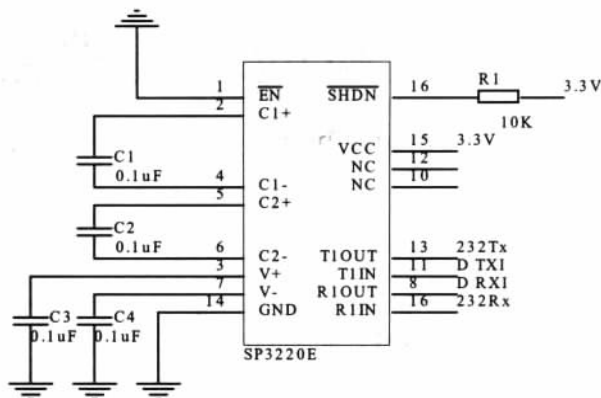 1 EN SHDN 16 R1 3.3V
2 C1+ 10K
VCC 15 3.3V
C1 NC 12
0.1uF 4 C1- NC 10
5 C2+
C2
0.1uF 6 C2- T1OUT 13 232Tx
3 V+ T1IN 11 D TXI
7 V- R1OUT 8 D RXI
14 GND R1IN 16 232Rx
C3 C4
0.1uF 0.1uF
SP3220E